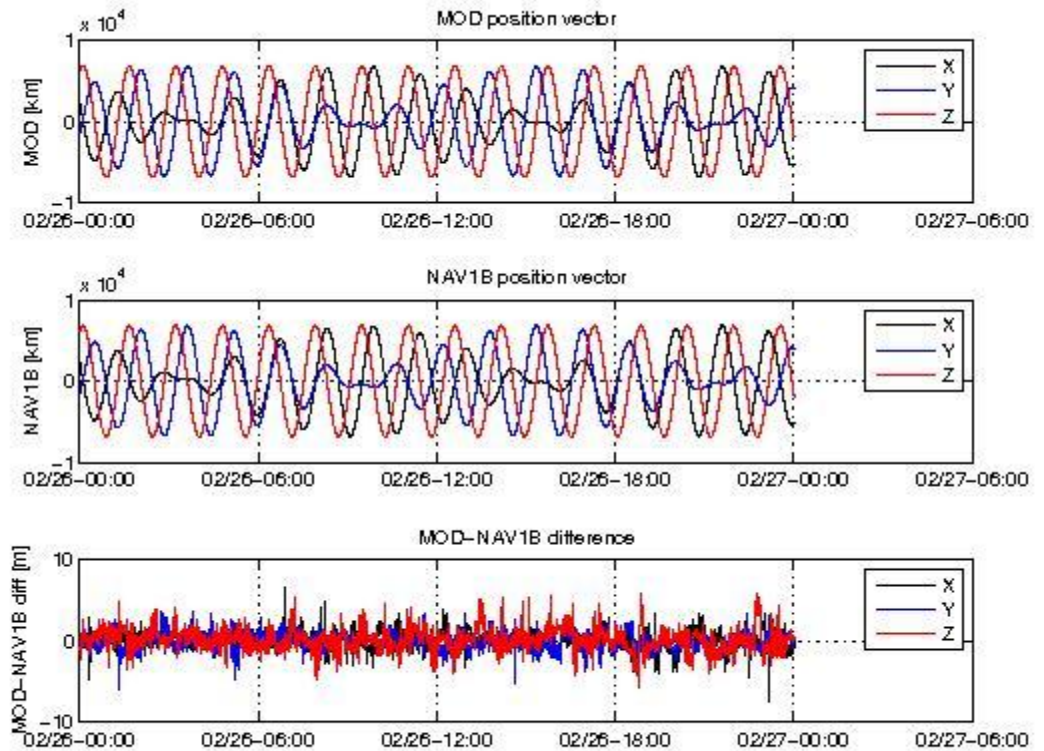 x 10^4
MOD position vector
1
0
-1
MOD [km]
X
Y
Z
02/26-00:00 02/26-06:00 02/26-12:00 02/26-18:00 02/27-00:00 02/27-06:00
x 10^4
NAV1B position vector
1
0
-1
NAV1B [km]
X
Y
Z
02/26-00:00 02/26-06:00 02/26-12:00 02/26-18:00 02/27-00:00 02/27-06:00
MOD-NAV1B difference
10
0
-10
MOD-NAV1B diff [m]
X
Y
Z
02/26-00:00 02/26-06:00 02/26-12:00 02/26-18:00 02/27-00:00 02/27-06:00